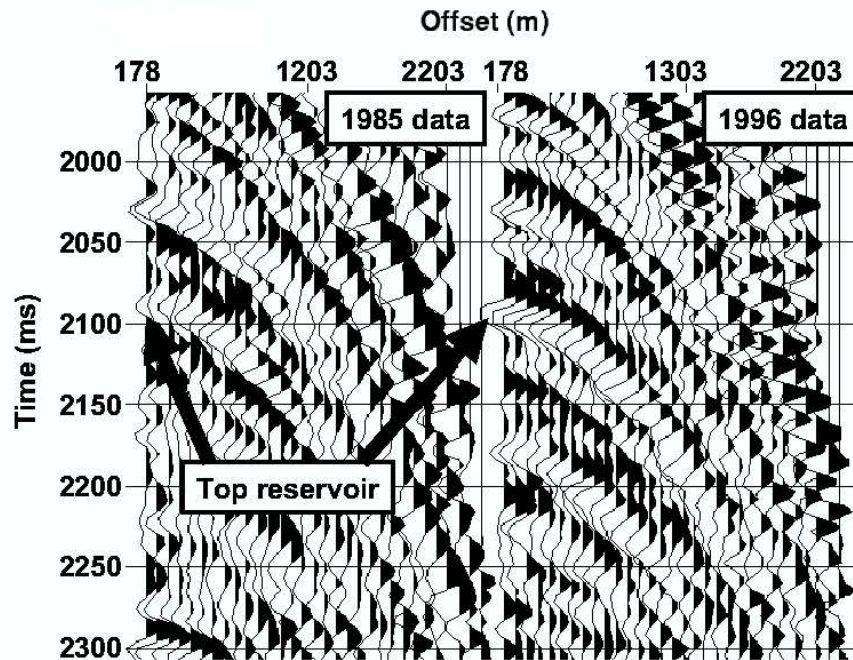 Offset (m)
178 1203 2203 178 1303 2203
1985 data 1996 data
2000
2050
2100
2150
2200
2250
2300
Time (ms)
Top reservoir